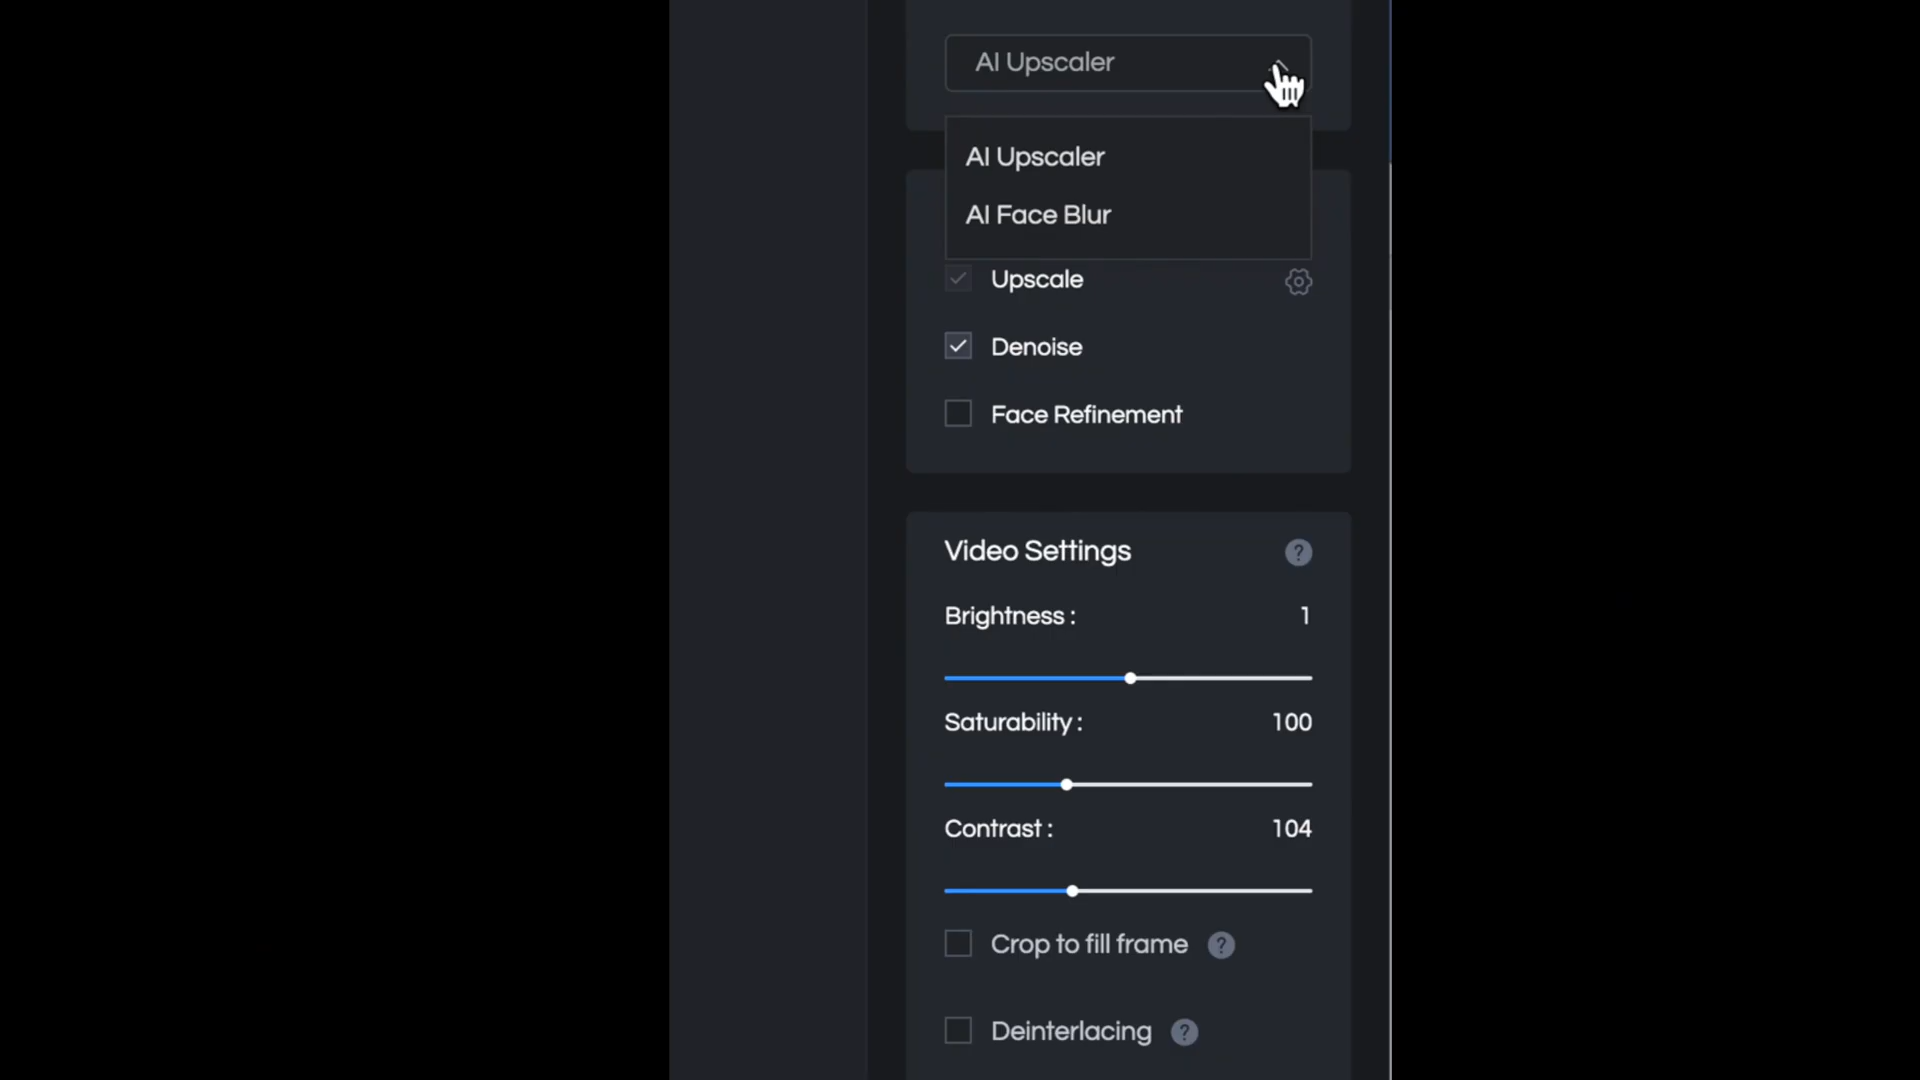 AI Upscaler
AI Upscaler
AI Face Blur
Upscale
Denoise
Face Refinement
Video Settings ?
Brightness : 1
Saturability : 100
Contrast : 104
Crop to fill frame ?
Deinterlacing ?